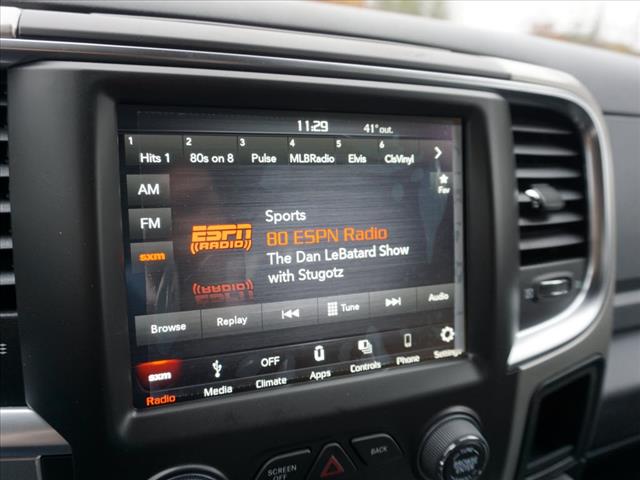 11:29 41° out.
1 2 3 4 5 6
Hits 1 80s on 8 Pulse MLBRadio Elvis ClsVinyl
AM
Fav
FM
sxm
ESPN
RADIO
Sports
80 ESPN Radio
The Dan LeBatard Show
with Stugotz
Browse Replay Tune Audio
sxm OFF
Radio Media Climate Apps Controls Phone Settings
SCREEN
OFF
BACK